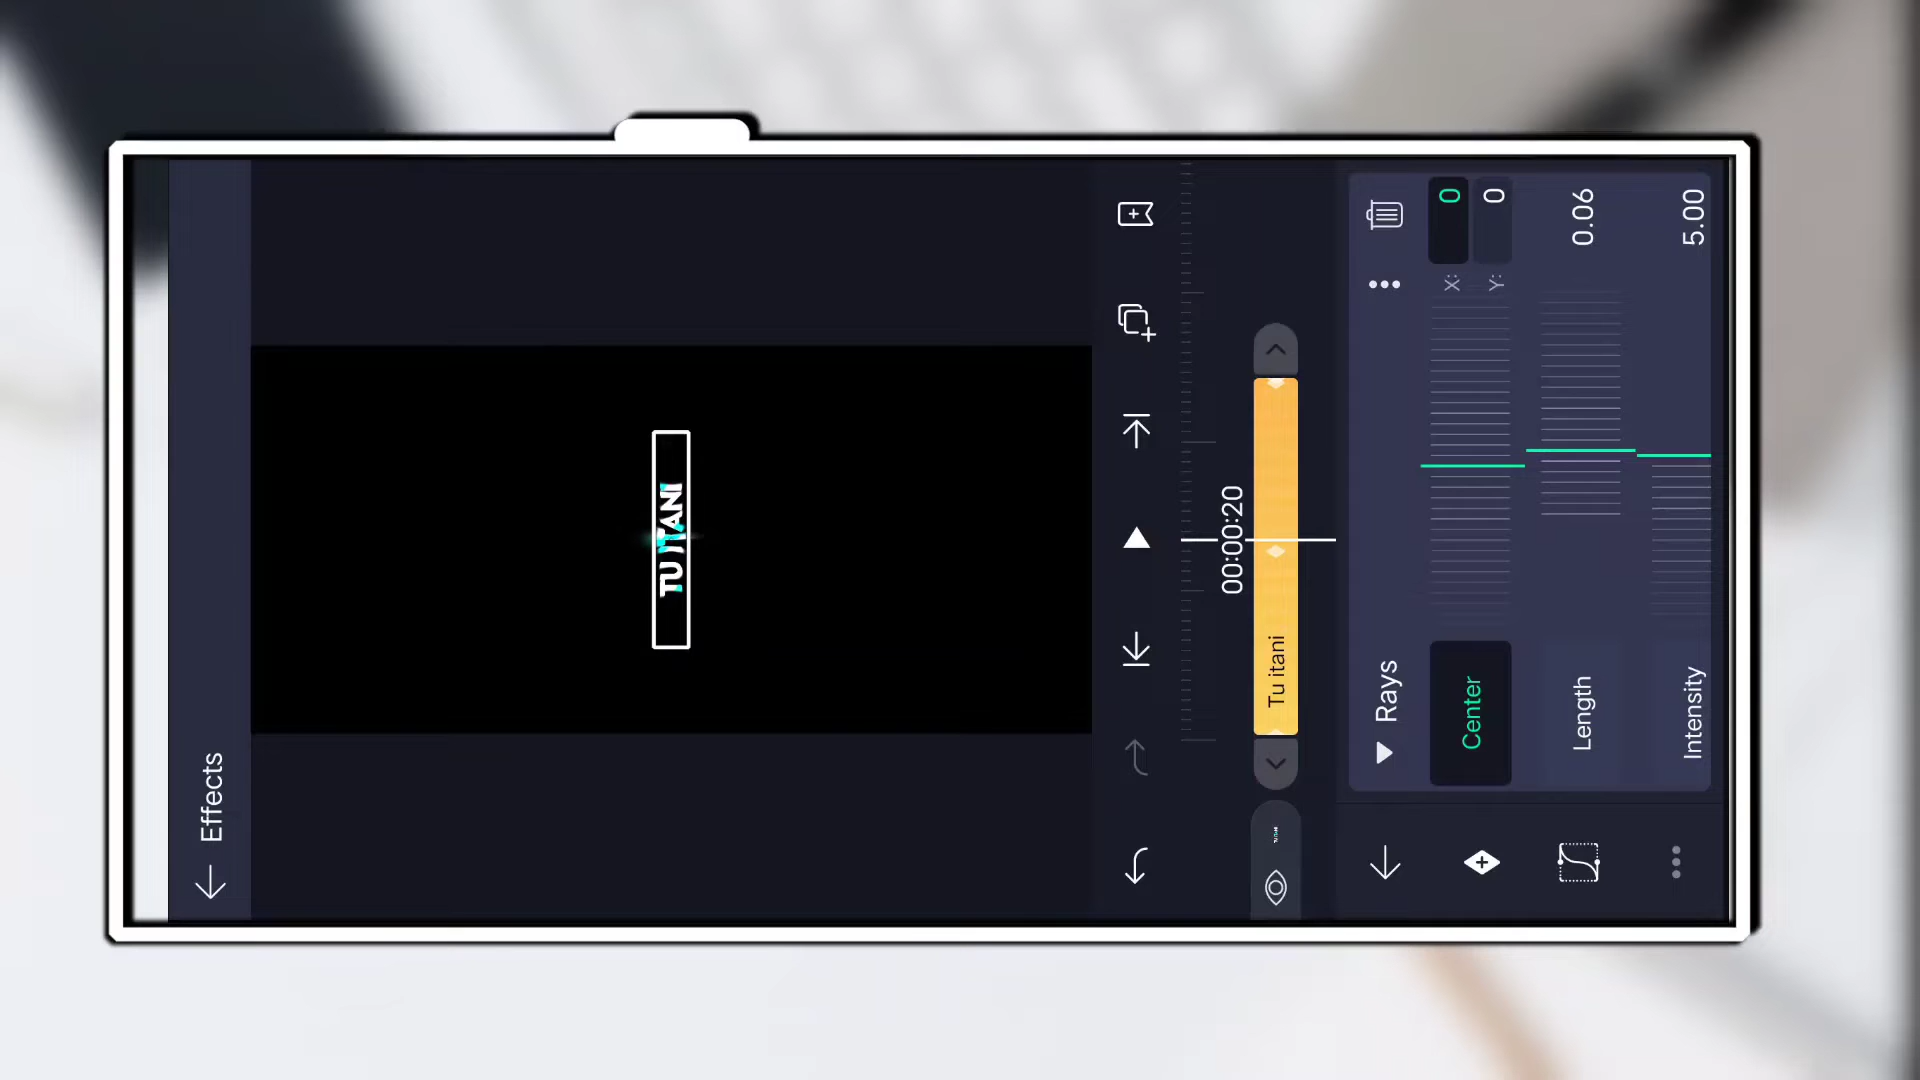 Effects
TU ITANI
00:00:20
Tu itani
Rays
Center
X: 0
Y: 0
Length
0.06
Intensity
5.00